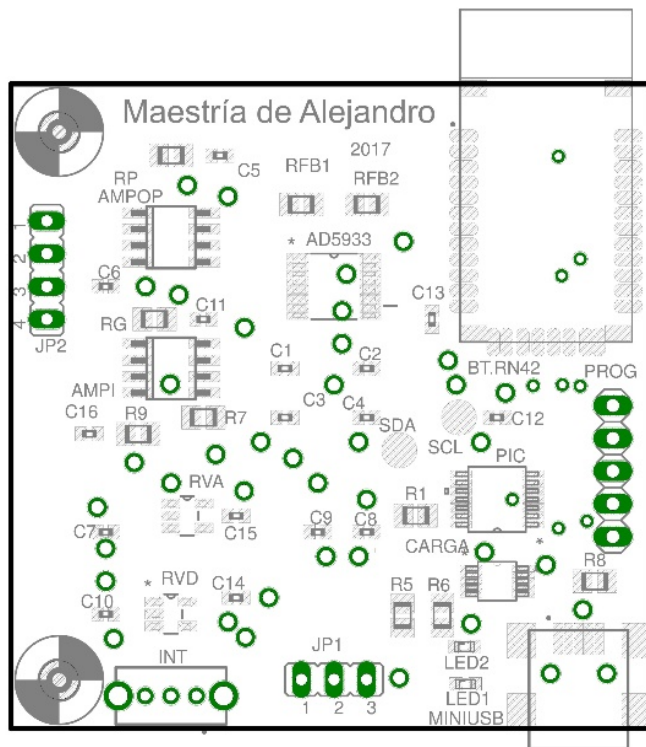 Maestría de Alejandro
2017
C5
RFB1
RFB2
RP
AMPOP
* AD5933
1
2
3
4
JP2
C6
C11
C13
RG
C1
C2
BT.RN42
PROG
AMPI
C16
R9
R7
C3
C4
SDA
SCL
C12
PIC
RVA
C7
C15
C9
C8
R1
CARGA
*
*
R8
* RVD
C14
C10
R5
R6
INT
JP1
1
2
3
LED2
LED1
MINIUSB